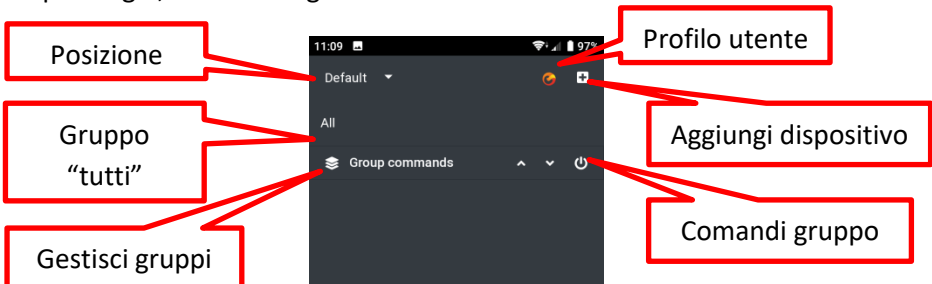 Posizione
11:09
97%
Profilo utente
Default
All
Gruppo
“tutti”
Aggiungi dispositivo
Group commands
Gestisci gruppi
Comandi gruppo